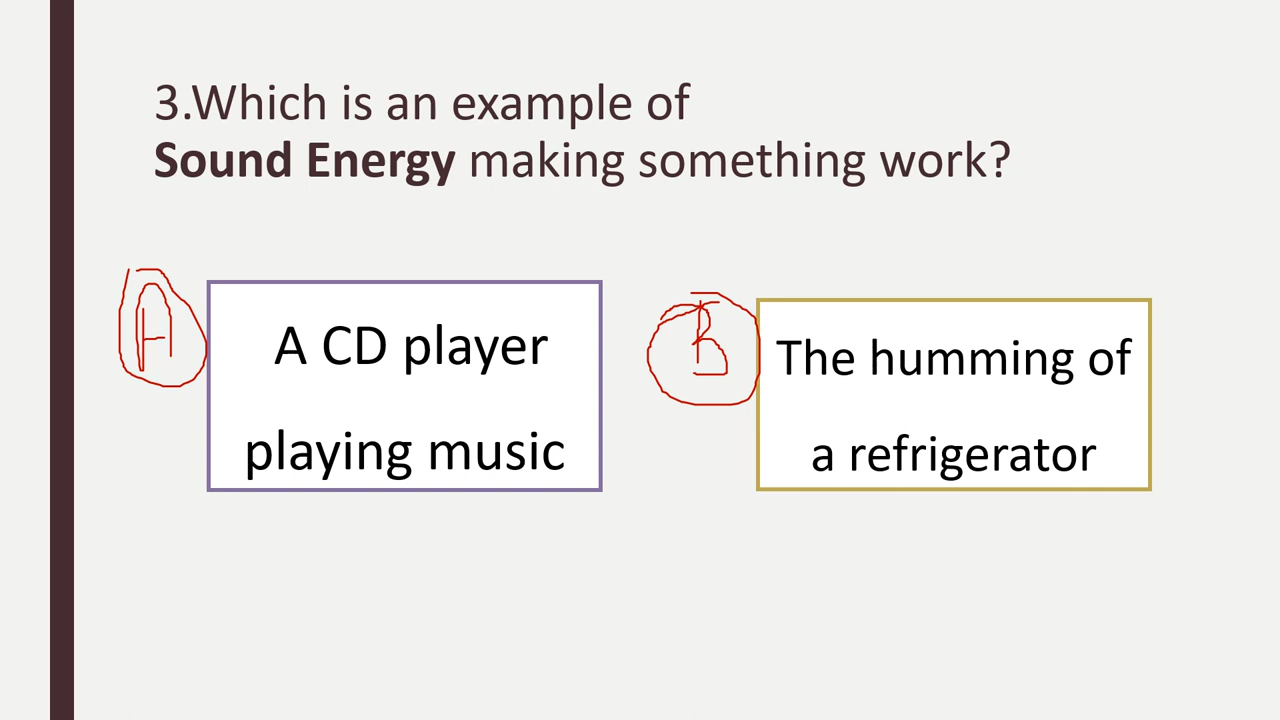 3.Which is an example of
Sound Energy making something work?
A
A CD player
playing music
B
The humming of
a refrigerator